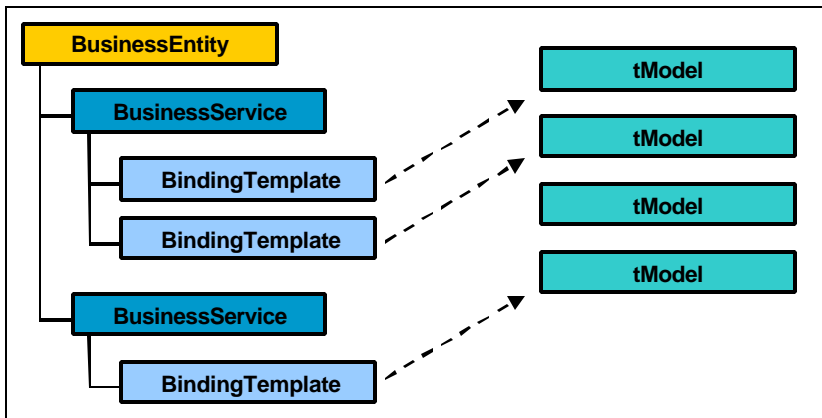 BusinessEntity
BusinessService
BindingTemplate
BindingTemplate
BusinessService
BindingTemplate
tModel
tModel
tModel
tModel